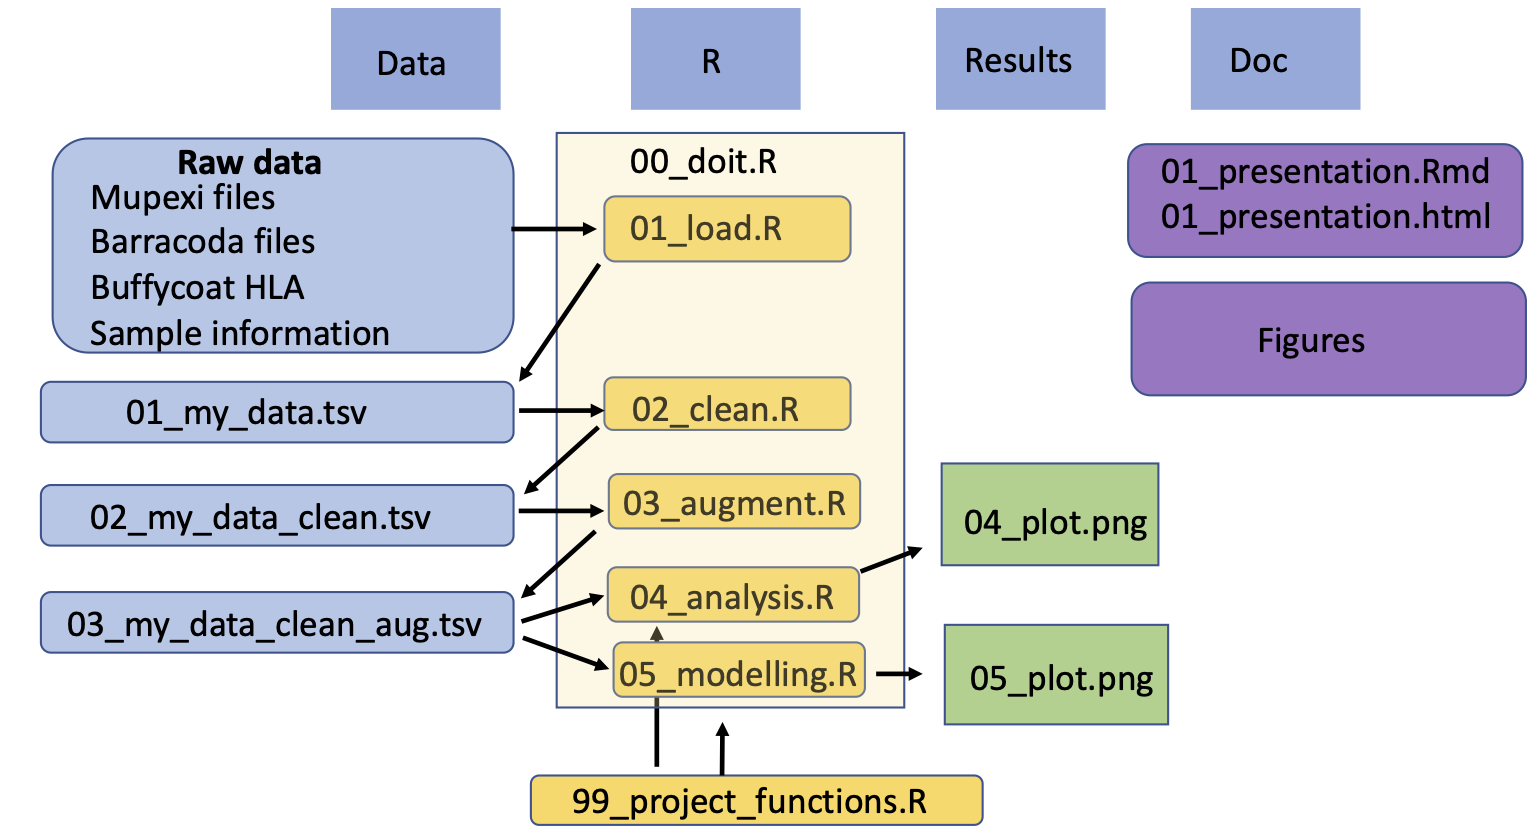 Data
R
Results
Doc
Raw data
Mupexi files
Barracoda files
Buffycoat HLA
Sample information
01_my_data.tsv
02_my_data_clean.tsv
03_my_data_clean_aug.tsv
00_doit.R
01_load.R
02_clean.R
03_augment.R
04_analysis.R
05_modelling.R
99_project_functions.R
04_plot.png
05_plot.png
01_presentation.Rmd
01_presentation.html
Figures